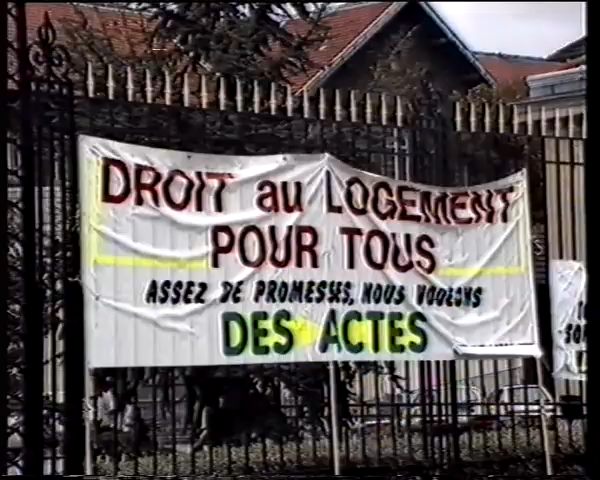 DROIT au LOGEMENT
POUR TOUS
ASSEZ DE PROMESSES, NOUS VOULONS
DES ACTES